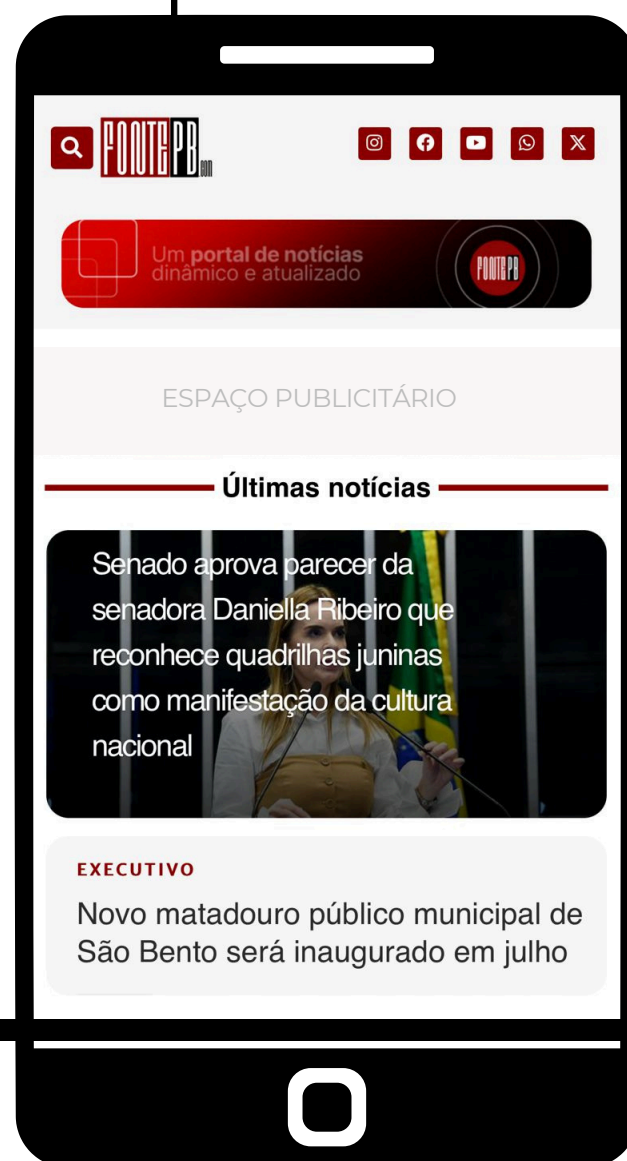 FONTEPB
.com
Um portal de notícias
dinâmico e atualizado
FONTEPB
ESPAÇO PUBLICITÁRIO
Últimas notícias
Senado aprova parecer da
senadora Daniella Ribeiro que
reconhece quadrilhas juninas
como manifestação da cultura
nacional
EXECUTIVO
Novo matadouro público municipal de
São Bento será inaugurado em julho